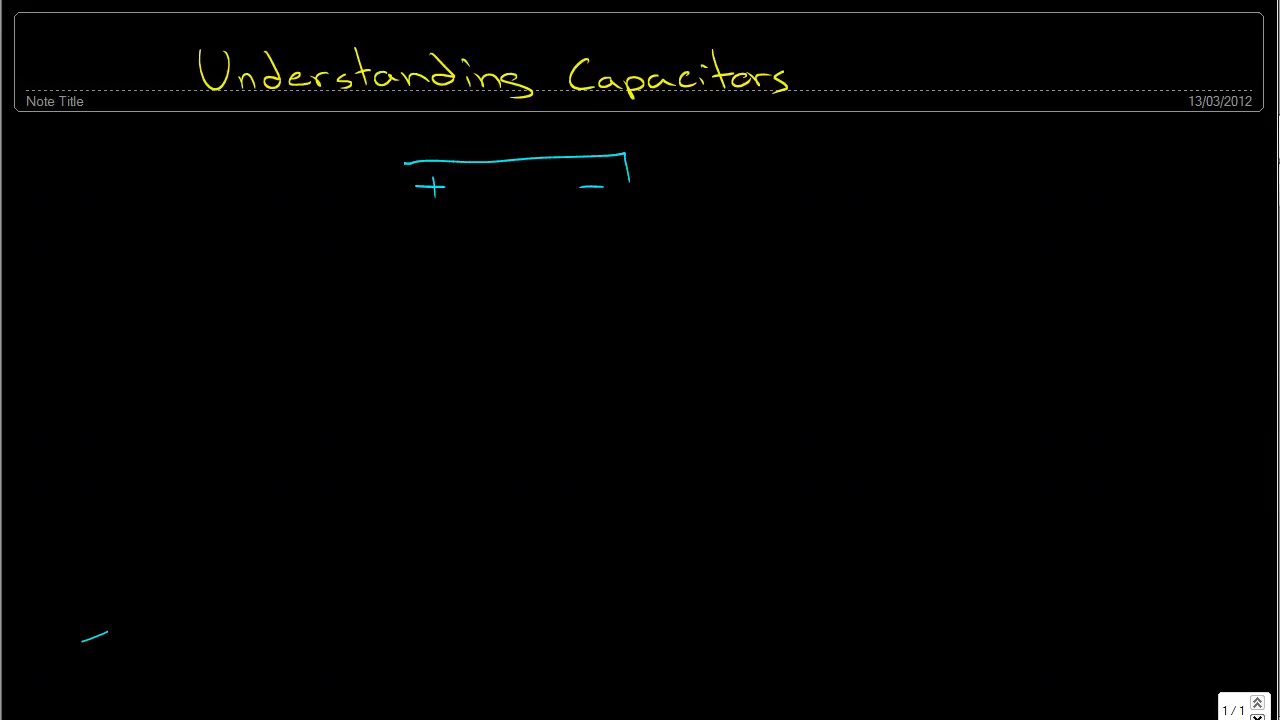 Understanding Capacitors
Note Title
13/03/2012
+ −
1 / 1